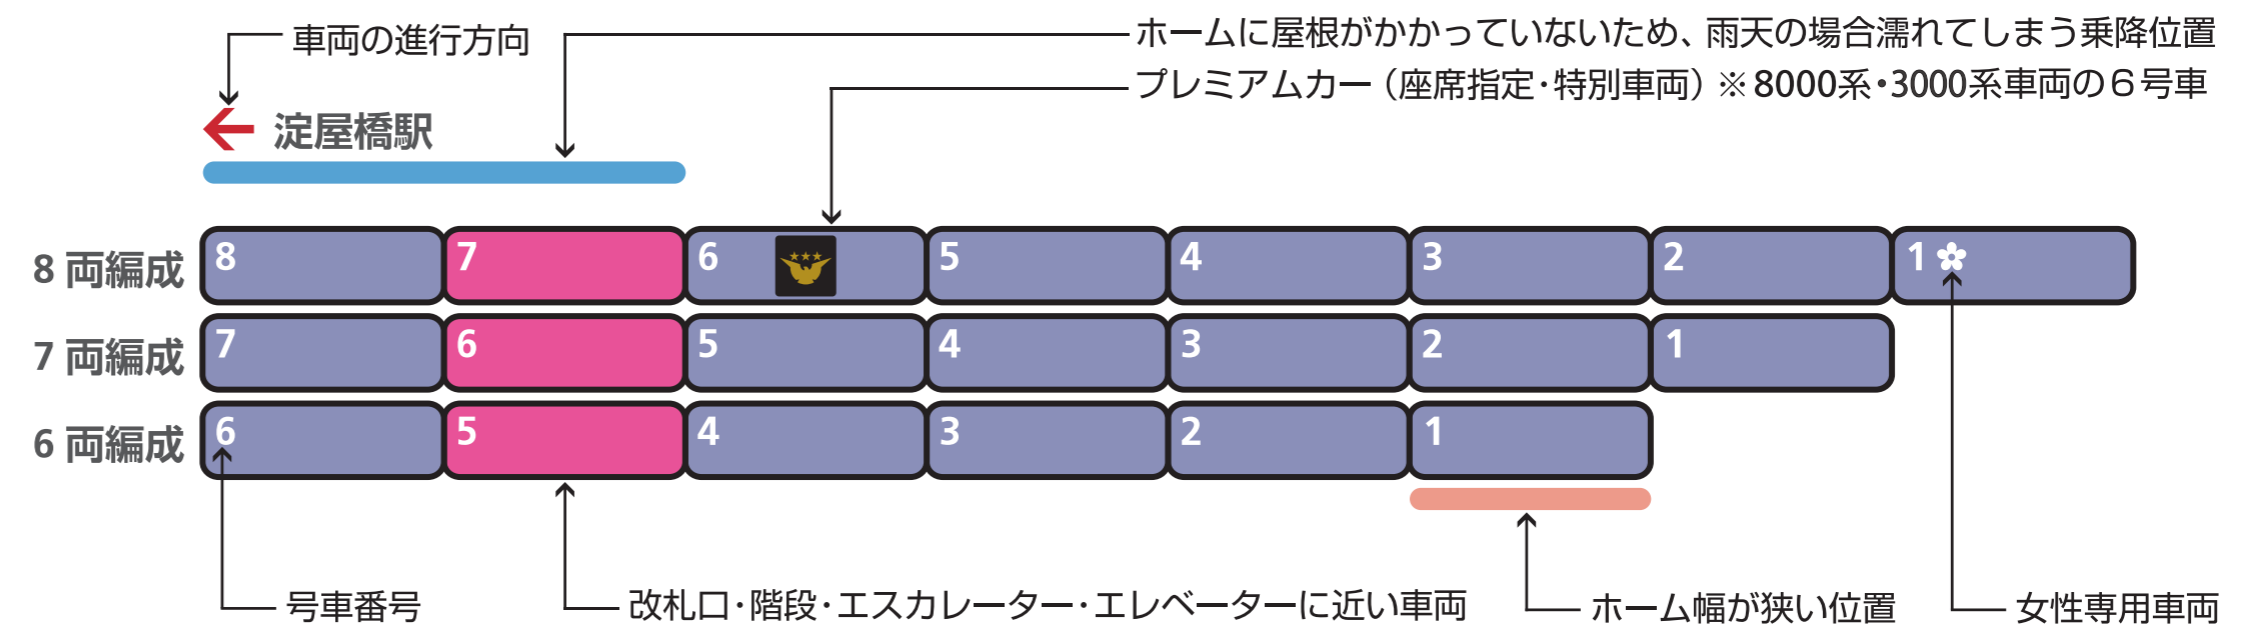 車両の進行方向
ホームに屋根がかかっていないため、雨天の場合濡れてしまう乗降位置
プレミアムカー（座席指定・特別車両）※8000系・3000系車両の６号車
淀屋橋駅
8 両編成 8 7 6 5 4 3 2 1
7 両編成 7 6 5 4 3 2 1
6 両編成 6 5 4 3 2 1
号車番号
改札口・階段・エスカレーター・エレベーターに近い車両
ホーム幅が狭い位置
女性専用車両